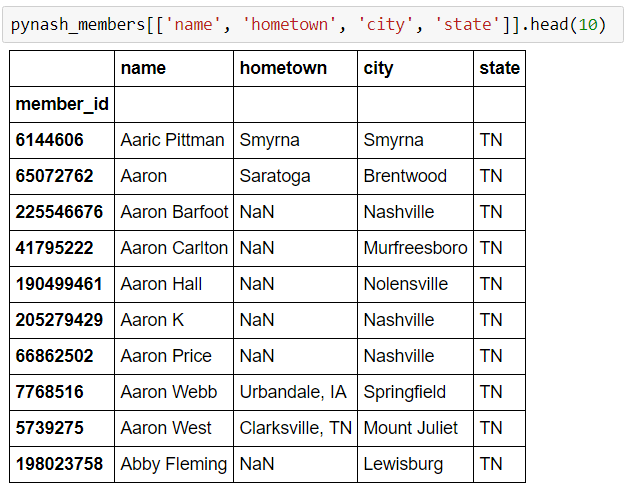 pynash_members[['name', 'hometown', 'city', 'state']].head(10)
name hometown city state
member_id
6144606 Aaric Pittman Smyrna Smyrna TN
65072762 Aaron Saratoga Brentwood TN
225546676 Aaron Barfoot NaN Nashville TN
41795222 Aaron Carlton NaN Murfreesboro TN
190499461 Aaron Hall NaN Nolensville TN
205279429 Aaron K NaN Nashville TN
66862502 Aaron Price NaN Nashville TN
7768516 Aaron Webb Urbandale, IA Springfield TN
5739275 Aaron West Clarksville, TN Mount Juliet TN
198023758 Abby Fleming NaN Lewisburg TN